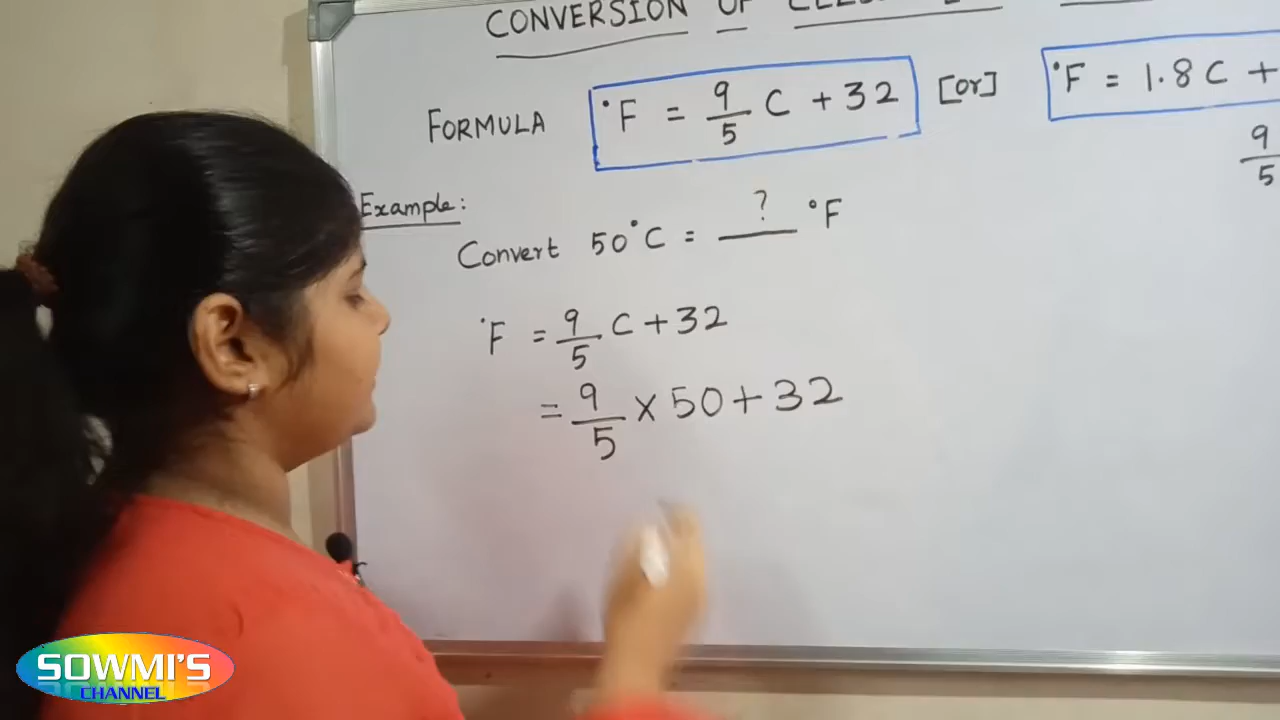 CONVERSION OF
FORMULA °F = 9/5 C + 32 [or] °F = 1.8 C +
9/5
Example:
Convert 50°C = ? °F
°F = 9/5 C + 32
= 9/5 × 50 + 32
SOWMI'S
CHANNEL